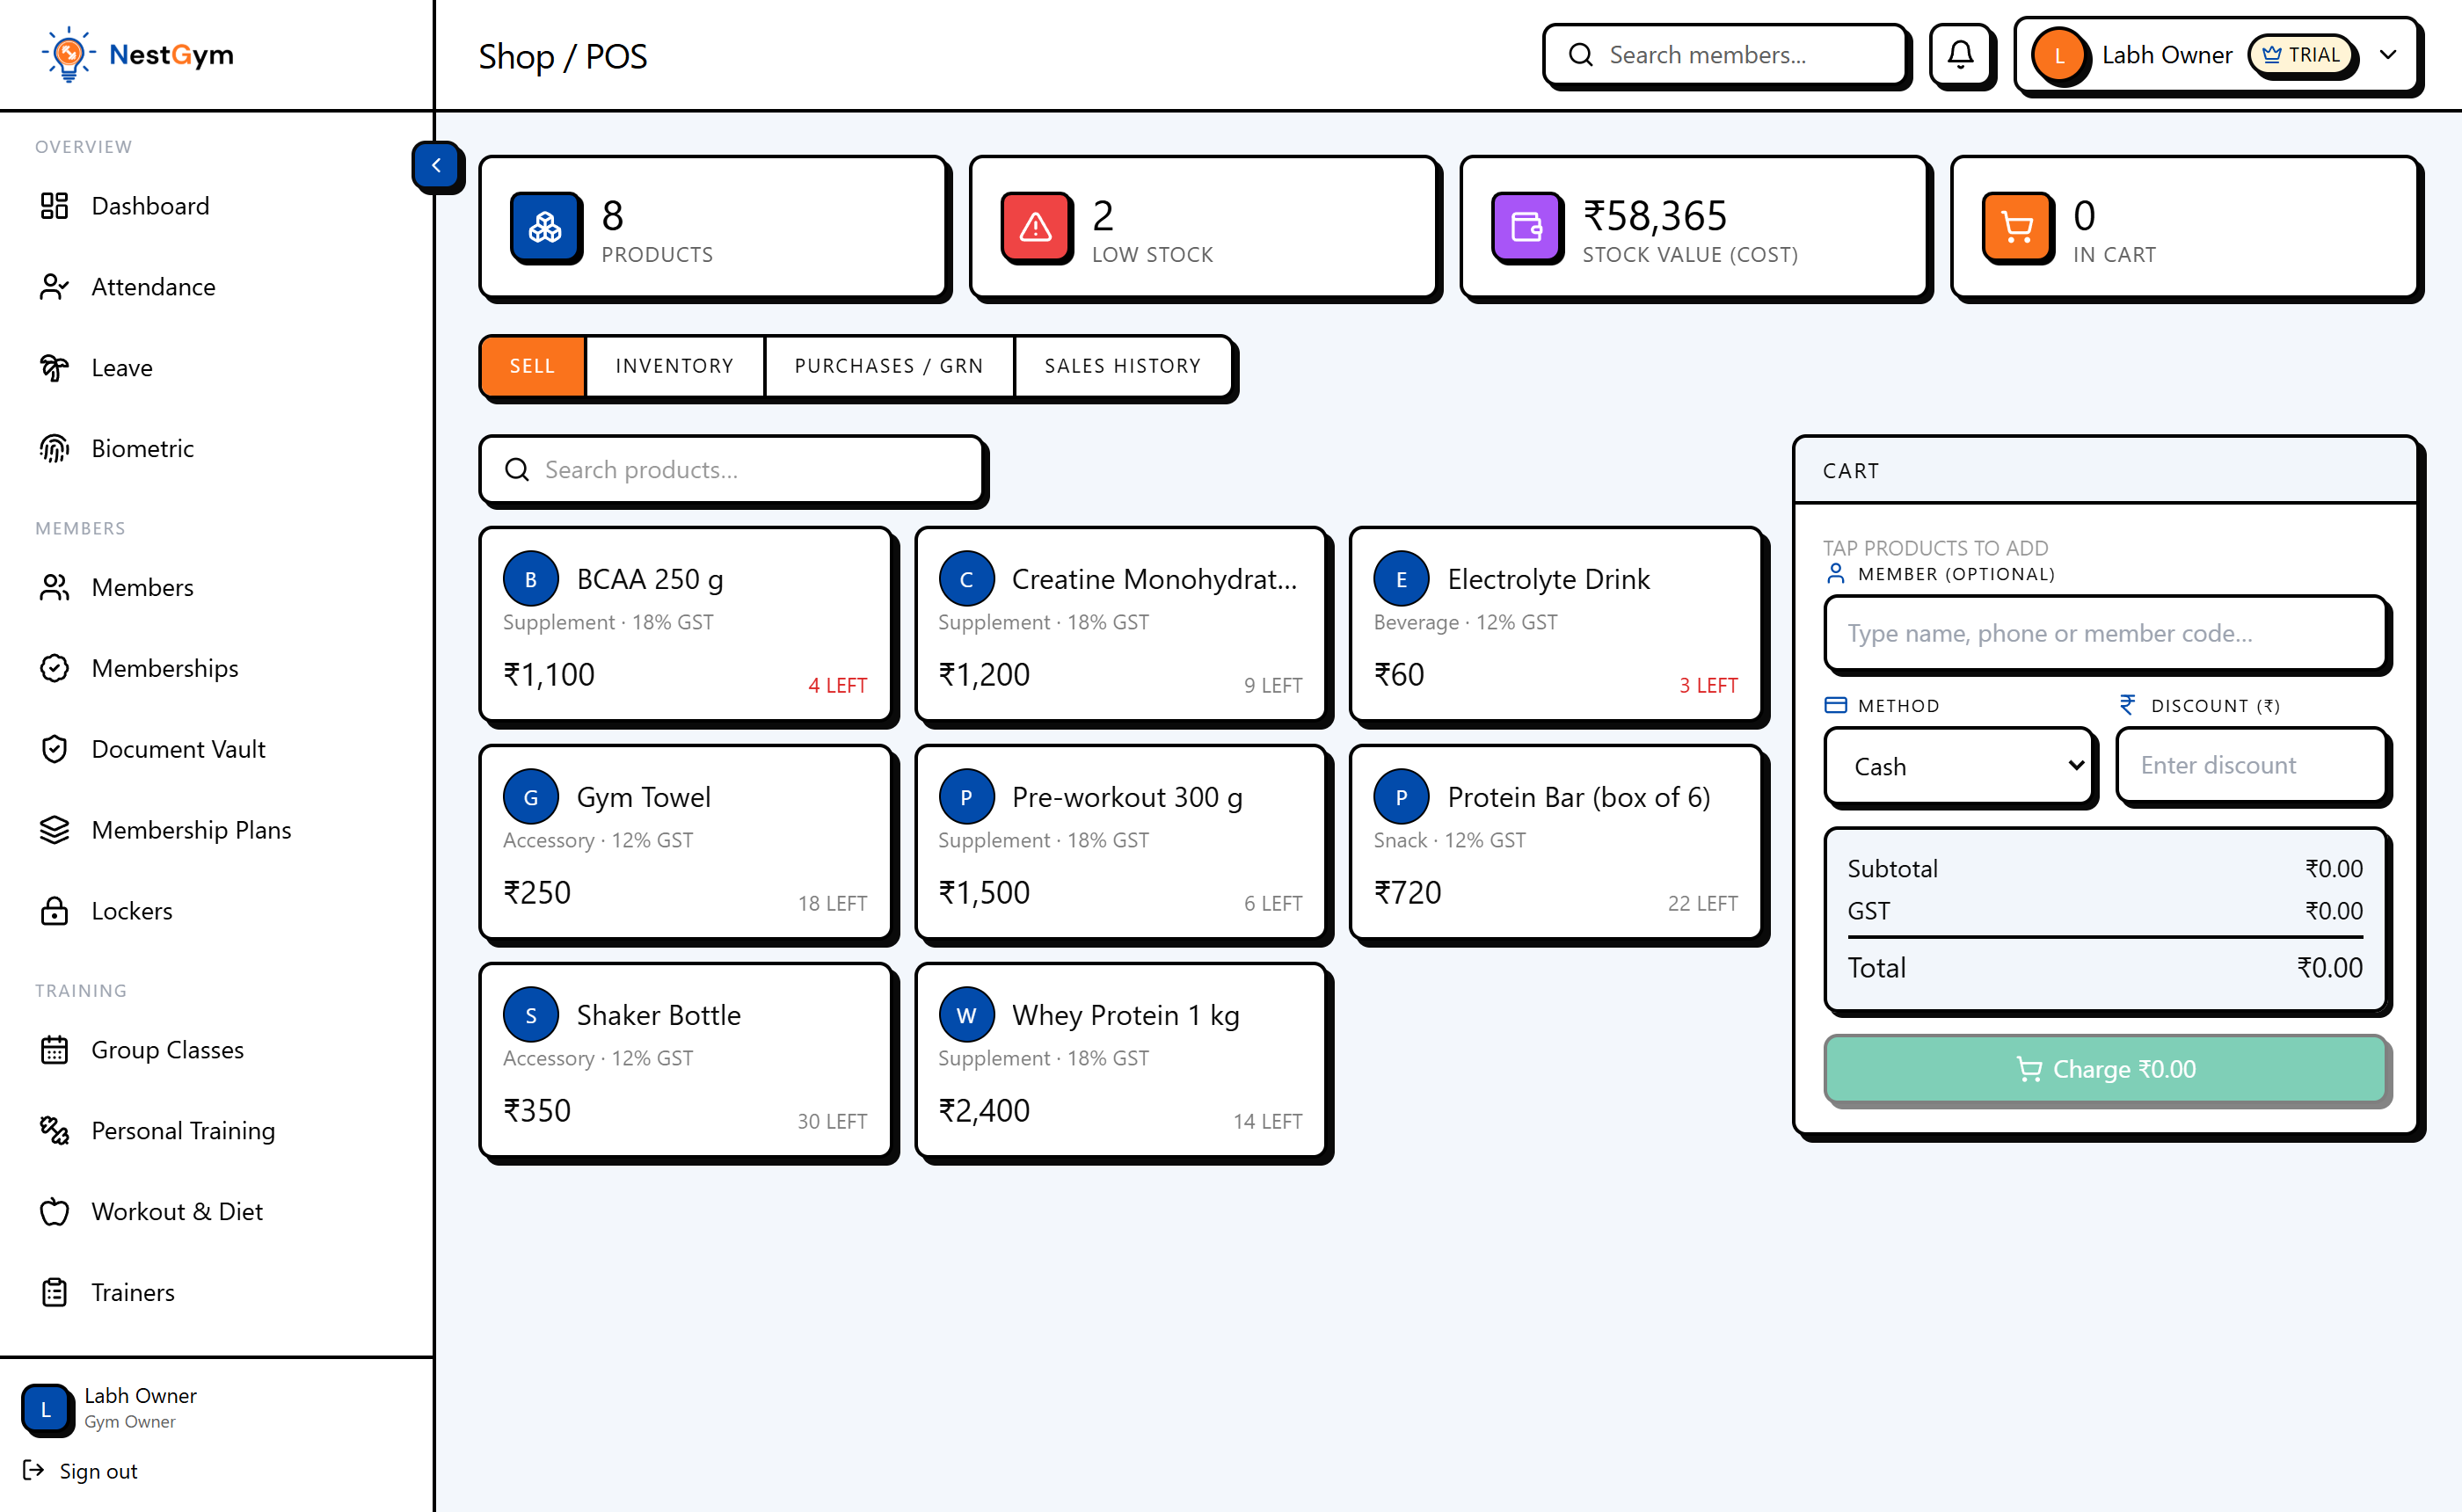 NestGym
Shop / POS
Search members...
L
Labh Owner
TRIAL
OVERVIEW
Dashboard
Attendance
Leave
Biometric
MEMBERS
Members
Memberships
Document Vault
Membership Plans
Lockers
TRAINING
Group Classes
Personal Training
Workout & Diet
Trainers
L
Labh Owner
Gym Owner
Sign out
8
PRODUCTS
2
LOW STOCK
₹58,365
STOCK VALUE (COST)
0
IN CART
SELL
INVENTORY
PURCHASES / GRN
SALES HISTORY
Search products...
B
BCAA 250 g
Supplement · 18% GST
₹1,100
4 LEFT
C
Creatine Monohydrat...
Supplement · 18% GST
₹1,200
9 LEFT
E
Electrolyte Drink
Beverage · 12% GST
₹60
3 LEFT
G
Gym Towel
Accessory · 12% GST
₹250
18 LEFT
P
Pre-workout 300 g
Supplement · 18% GST
₹1,500
6 LEFT
P
Protein Bar (box of 6)
Snack · 12% GST
₹720
22 LEFT
S
Shaker Bottle
Accessory · 12% GST
₹350
30 LEFT
W
Whey Protein 1 kg
Supplement · 18% GST
₹2,400
14 LEFT
CART
TAP PRODUCTS TO ADD
MEMBER (OPTIONAL)
Type name, phone or member code...
METHOD
Cash
₹ DISCOUNT (₹)
Enter discount
Subtotal ₹0.00
GST ₹0.00
Total ₹0.00
Charge ₹0.00